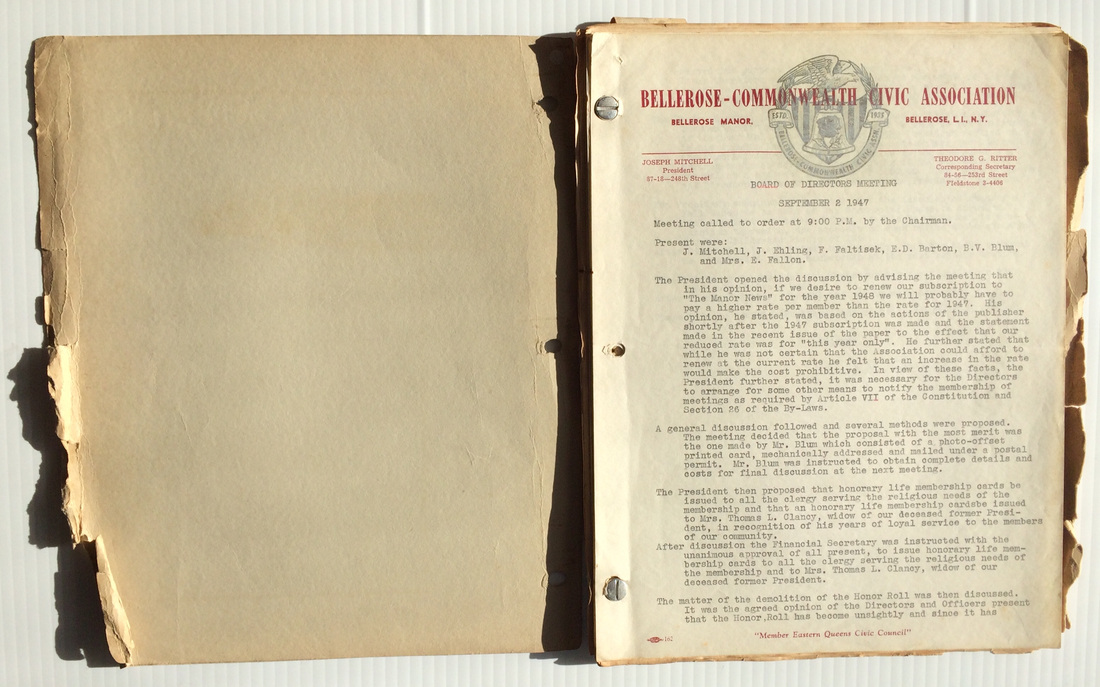 BELLEROSE-COMMONWEALTH CIVIC ASSOCIATION
BELLEROSE MANOR. BELLEROSE, L.I., N.Y.
ESTD. 1933
BELLEROSE-COMMONWEALTH CIVIC ASSN.
JOSEPH MITCHELL
President
87-15—248th Street
THEODORE G. RITTER
Corresponding Secretary
84-56—253rd Street
Fieldstone 3-4406
BOARD OF DIRECTORS MEETING
SEPTEMBER 2 1947
Meeting called to order at 9:00 P.M. by the Chairman.
Present were:
J. Mitchell, J. Ehling, F. Faltisek, E.D. Barton, B.V. Blum,
and Mrs. E. Fallon.
The President opened the discussion by advising the meeting that
in his opinion, if we desire to renew our subscription to
"The Manor News" for the year 1948 we will probably have to
pay a higher rate per member than the rate for 1947. His
opinion, he stated, was based on the actions of the publisher
shortly after the 1947 subscription was made and the statement
made in the recent issue of the paper to the effect that our
reduced rate was for "this year only". He further stated that
while he was not certain that the Association could afford to
renew at the current rate he felt that an increase in the rate
would make the cost prohibitive. In view of these facts, the
President further stated, it was necessary for the Directors
to arrange for some other means to notify the membership of
meetings as required by Article VII of the Constitution and
Section 26 of the By-Laws.
A general discussion followed and several methods were proposed.
The meeting decided that the proposal with the most merit was
the one made by Mr. Blum which consisted of a photo-offset
printed card, mechanically addressed and mailed under a postal
permit. Mr. Blum was instructed to obtain complete details and
costs for final discussion at the next meeting.
The President then proposed that honorary life membership cards be
issued to all the clergy serving the religious needs of the
membership and that an honorary life membership cardsbe issued
to Mrs. Thomas L. Clancy, widow of our deceased former Presi-
dent, in recognition of his years of loyal service to the members
of our community.
After discussion the Financial Secretary was instructed with the
unanimous approval of all present, to issue honorary life mem-
bership cards to all the clergy serving the religious needs of
the membership and to Mrs. Thomas L. Clancy, widow of our
deceased former President.
The matter of the demolition of the Honor Roll was then discussed.
It was the agreed opinion of the Directors and Officers present
that the Honor Roll has become unsightly and since it has
162
"Member Eastern Queens Civic Council"